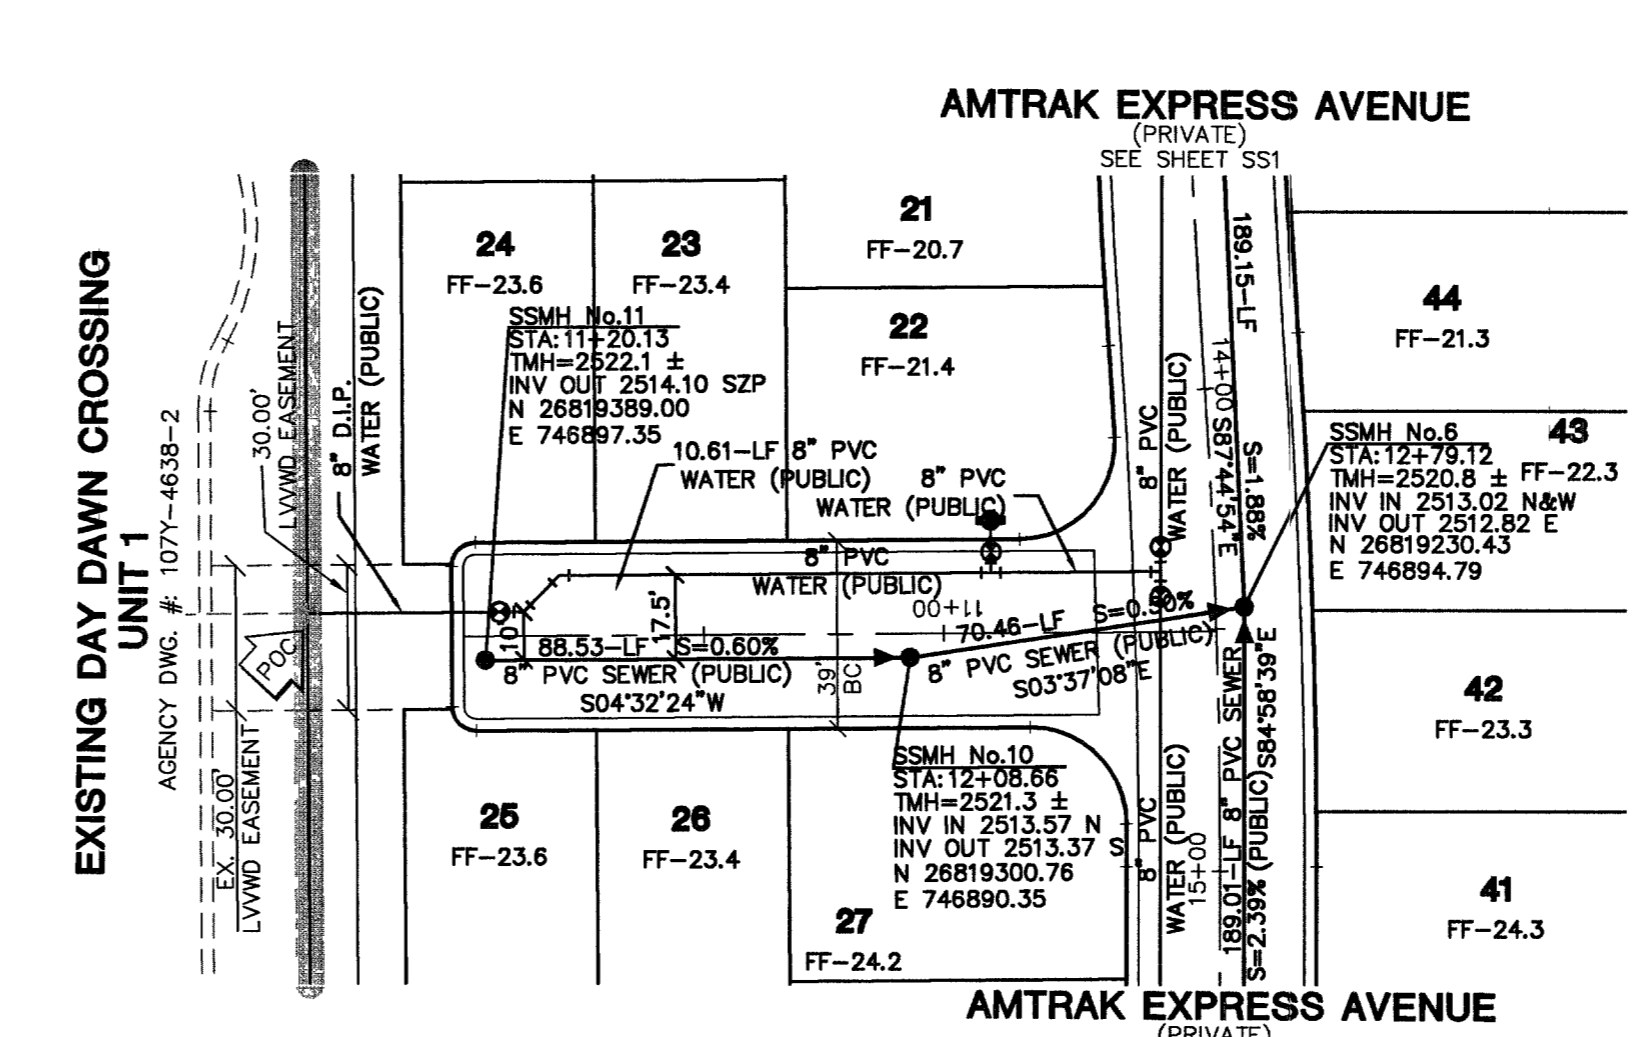 AMTRAK EXPRESS AVENUE
(PRIVATE)
SEE SHEET SS1
EXISTING DAY DAWN CROSSING
UNIT 1
AGENCY DWG. #: 107Y-4638-2
30.00'
LVVWD EASEMENT
EX. 30.00'
LVVWD EASEMENT
POC
8" D.I.P.
WATER (PUBLIC)
24
FF-23.6
23
FF-23.4
21
FF-20.7
22
FF-21.4
44
FF-21.3
43
FF-22.3
42
FF-23.3
41
FF-24.3
25
FF-23.6
26
FF-23.4
27
FF-24.2
SSMH No.11
STA:11+20.13
TMH=2522.1 ±
INV OUT 2514.10 SZP
N 26819389.00
E 746897.35
10.61-LF 8" PVC
WATER (PUBLIC)
8" PVC
WATER (PUBLIC)
8" PVC
WATER (PUBLIC)
10'
17.5'
39'
BC
11+00
88.53-LF S=0.60%
8" PVC SEWER (PUBLIC)
S04°32'24"W
70.46-LF S=0.50%
8" PVC SEWER (PUBLIC)
S03°37'08"E
SSMH No.10
STA:12+08.66
TMH=2521.3 ±
INV IN 2513.57 N
INV OUT 2513.37 S
N 26819300.76
E 746890.35
SSMH No.6
STA:12+79.12
TMH=2520.8 ±
INV IN 2513.02 N&W
INV OUT 2512.82 E
N 26819230.43
E 746894.79
8" PVC
WATER (PUBLIC)
189.15-LF
S=1.88%
14+00 S87°44'54"E
8" PVC
WATER (PUBLIC)
15+00
189.01-LF 8" PVC SEWER
S=2.39% (PUBLIC)
S84°58'39"E
AMTRAK EXPRESS AVENUE
(PRIVATE)